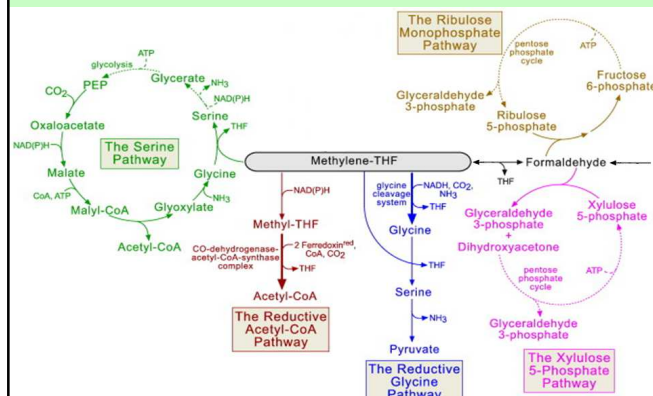 The Ribulose
Monophosphate
Pathway
pentose
phosphate
cycle
ATP
Fructose
6-phosphate
Glyceraldehyde
3-phosphate
Ribulose
5-phosphate
ATP
glycolysis
PEP
Glycerate
NH3
NAD(P)H
CO2
Serine
Oxaloacetate
THF
The Serine
Pathway
NAD(P)H
Malate
Glycine
CoA, ATP
NH3
Malyl-CoA
Glyoxylate
Acetyl-CoA
Methylene-THF
THF
Formaldehyde
NAD(P)H
Methyl-THF
CO-dehydrogenase-
acetyl-CoA-synthase
complex
2 Ferredoxinred,
CoA, CO2
THF
Acetyl-CoA
The Reductive
Acetyl-CoA
Pathway
glycine
cleavage
system
NADH, CO2,
NH3
THF
Glycine
THF
Serine
NH3
Pyruvate
The Reductive
Glycine
Pathway
Glyceraldehyde
3-phosphate
+
Dihydroxyacetone
Xylulose
5-phosphate
pentose
phosphate
cycle
ATP
Glyceraldehyde
3-phosphate
The Xylulose
5-Phosphate
Pathway